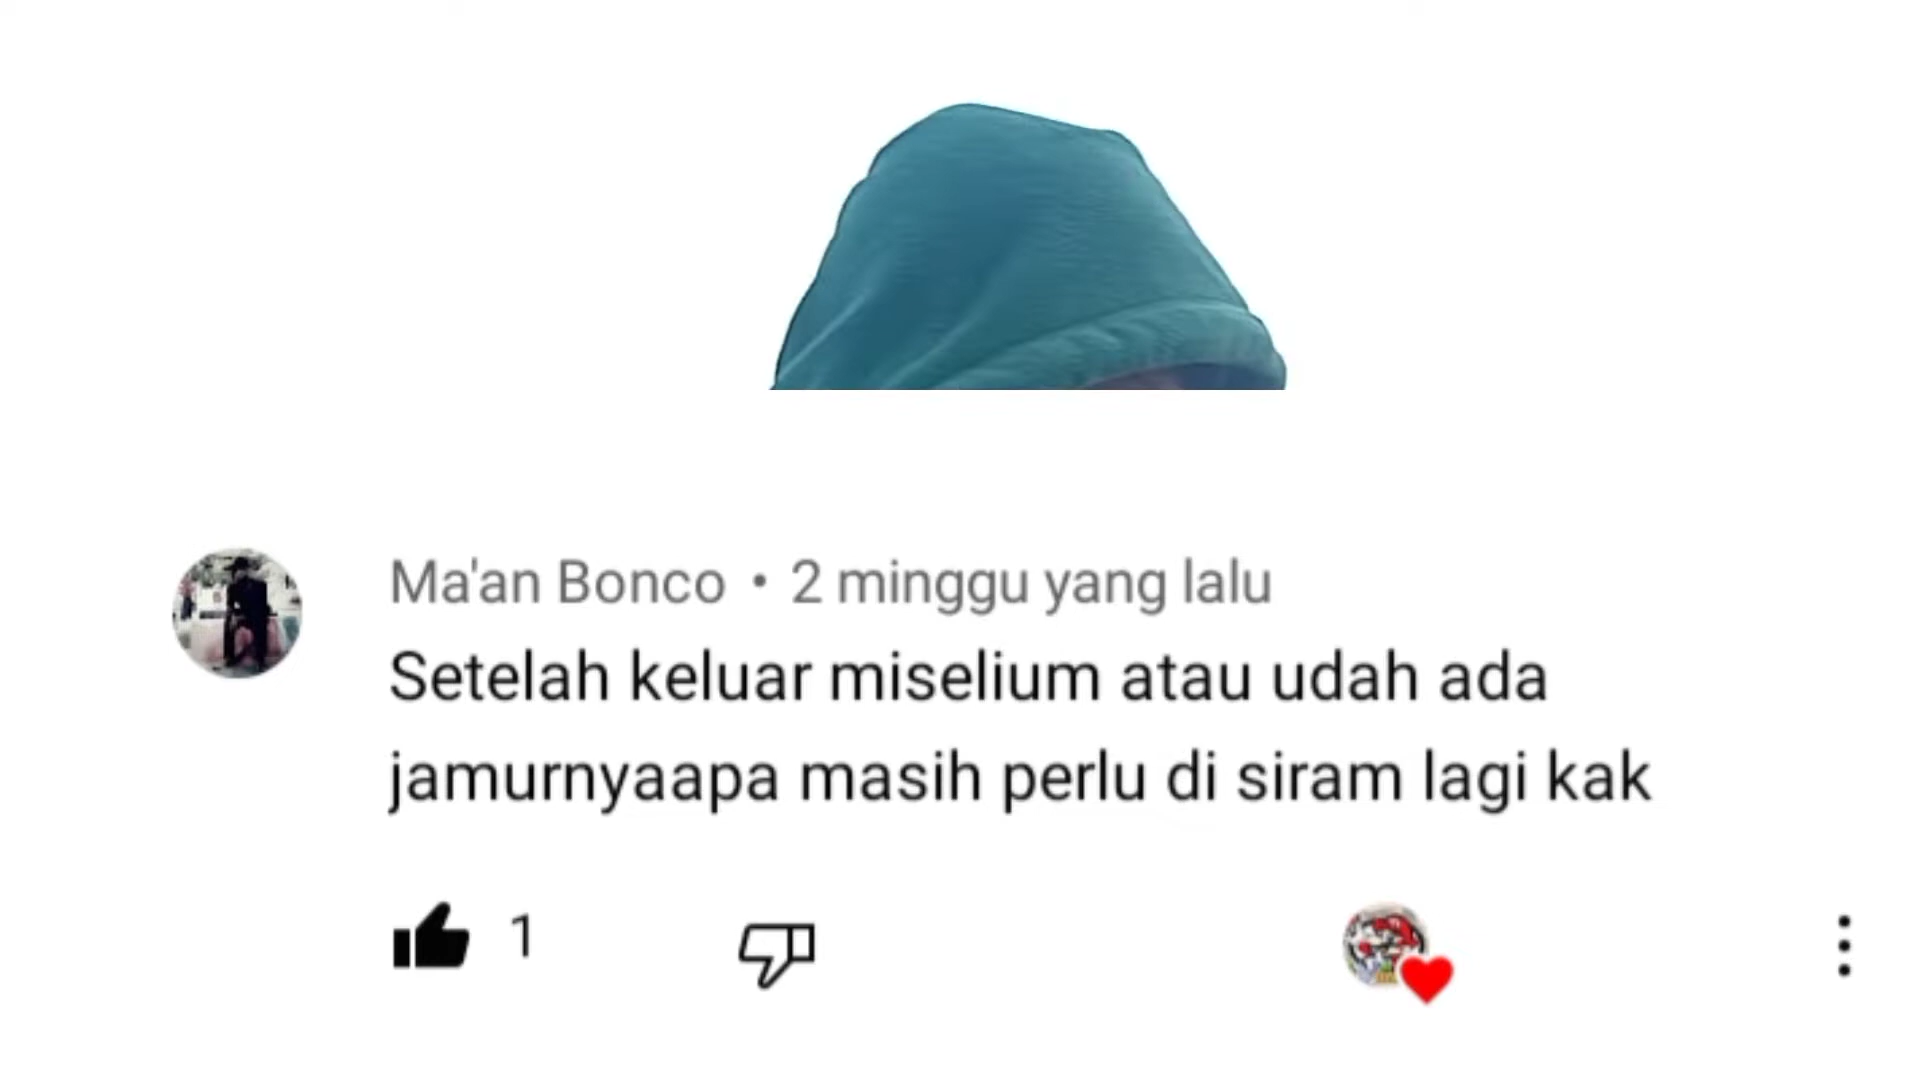 Ma'an Bonco • 2 minggu yang lalu
Setelah keluar miselium atau udah ada
jamurnyaapa masih perlu di siram lagi kak
1